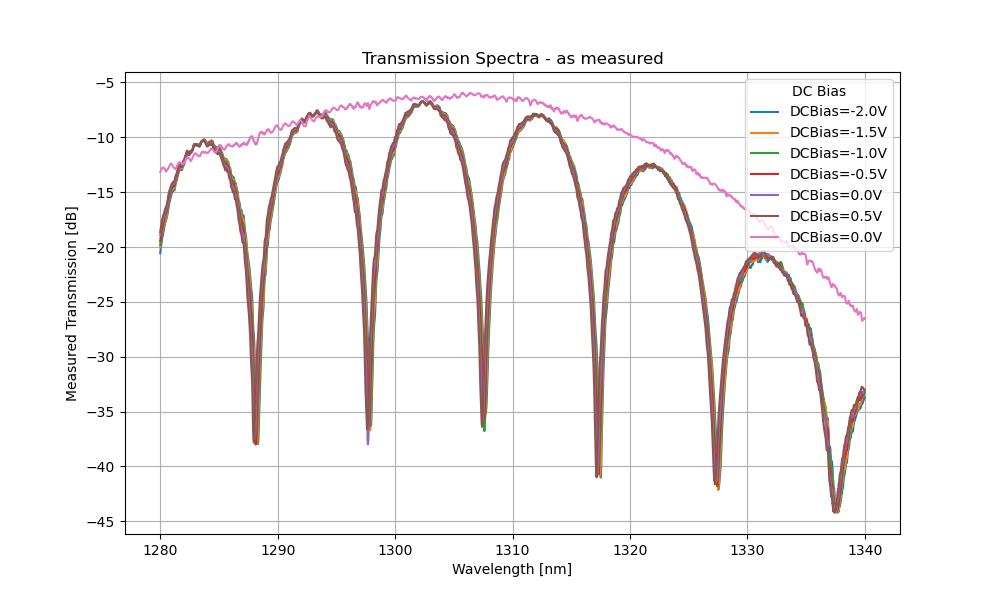 Transmission Spectra - as measured
Measured Transmission [dB]
−5
−10
−15
−20
−25
−30
−35
−40
−45
DC Bias
DCBias=-2.0V
DCBias=-1.5V
DCBias=-1.0V
DCBias=-0.5V
DCBias=0.0V
DCBias=0.5V
DCBias=0.0V
1280 1290 1300 1310 1320 1330 1340
Wavelength [nm]